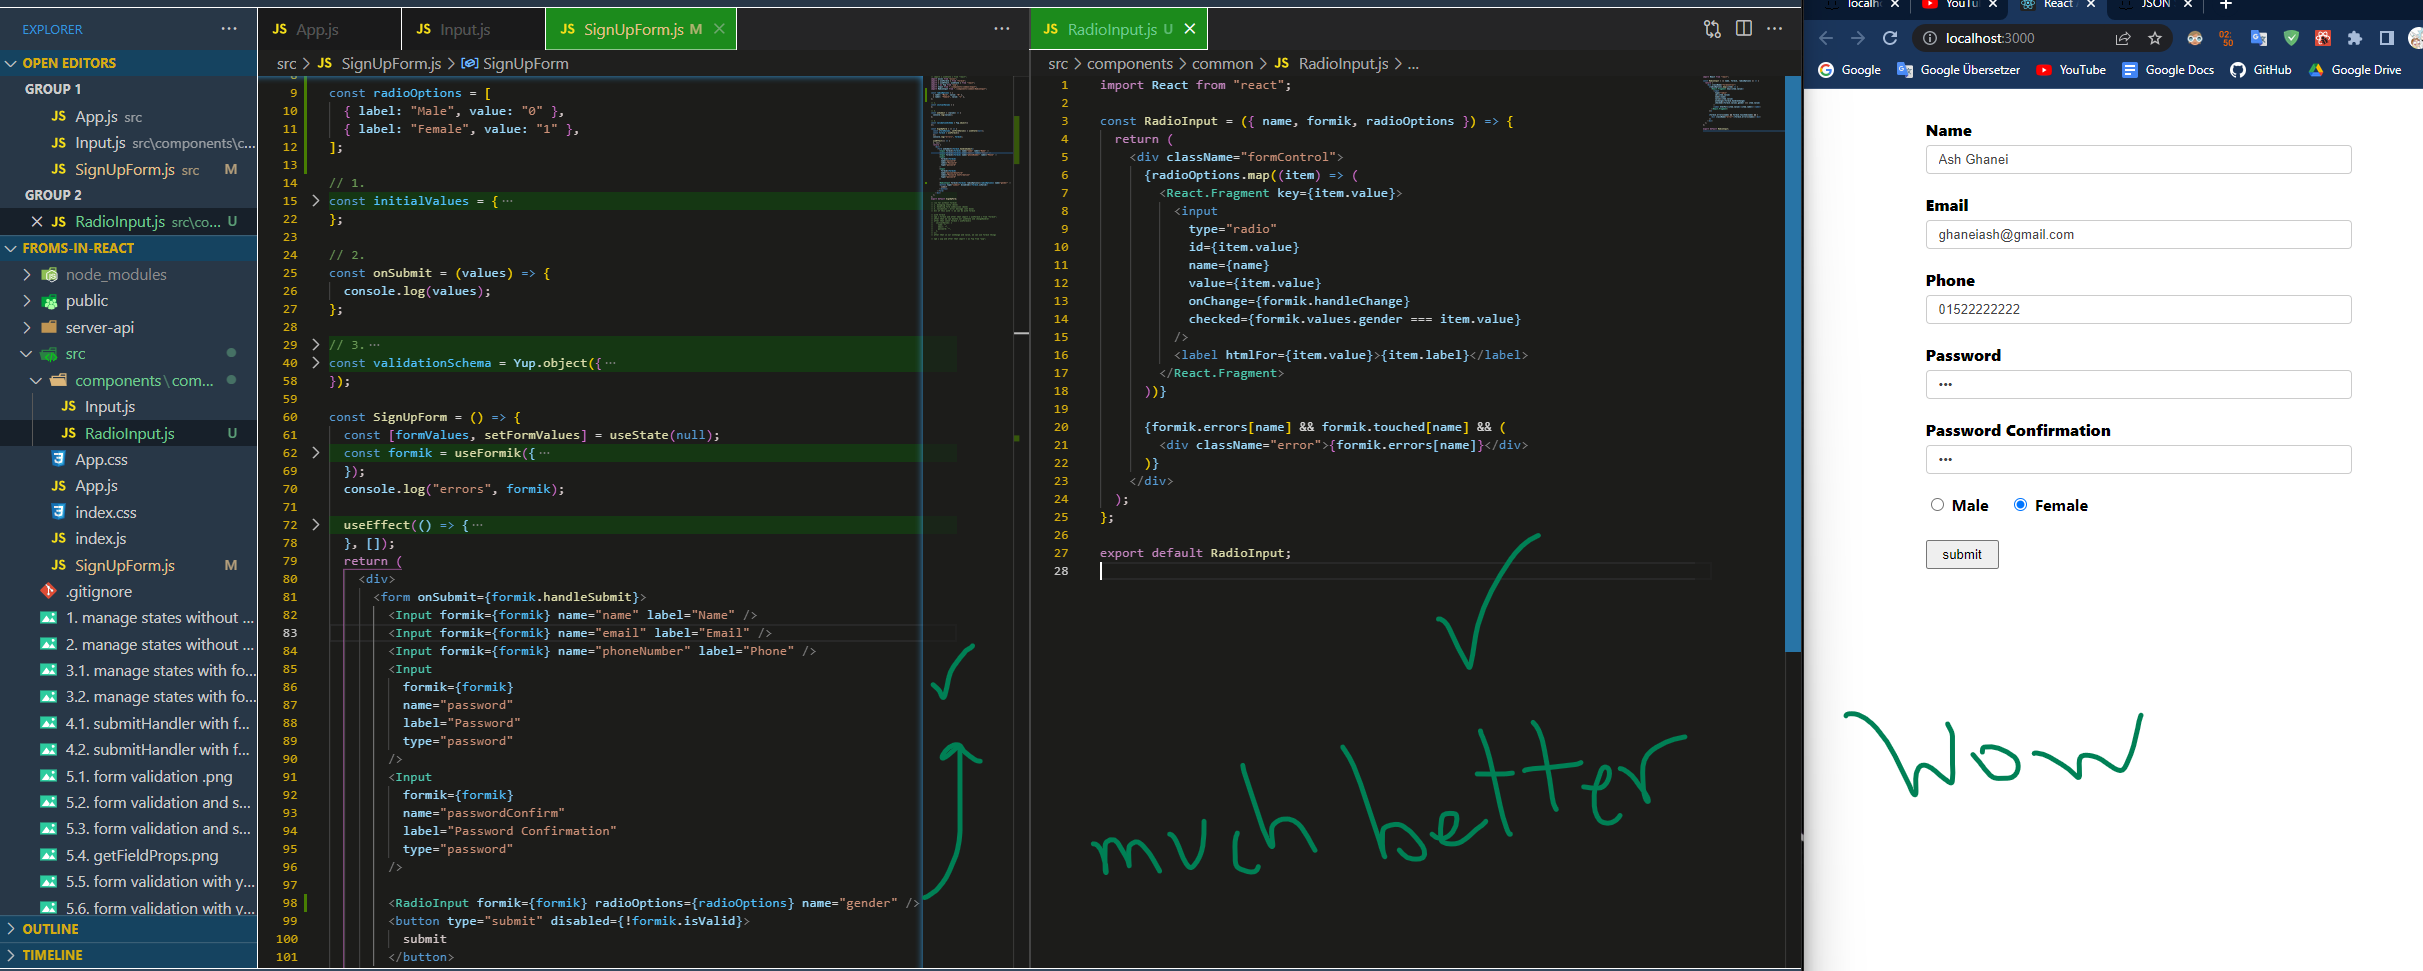 EXPLORER
OPEN EDITORS
GROUP 1
JS App.js src
JS Input.js src\components\c...
JS SignUpForm.js src M
GROUP 2
JS RadioInput.js src\co... U
FROMS-IN-REACT
node_modules
public
server-api
src
components\com...
JS Input.js
JS RadioInput.js U
App.css
JS App.js
index.css
JS index.js
JS SignUpForm.js M
.gitignore
1. manage states without ...
2. manage states without ...
3.1. manage states with fo...
3.2. manage states with fo...
4.1. submitHandler with f...
4.2. submitHandler with f...
5.1. form validation .png
5.2. form validation and s...
5.3. form validation and s...
5.4. getFieldProps.png
5.5. form validation with y...
5.6. form validation with y...
OUTLINE
TIMELINE
JS App.js JS Input.js JS SignUpForm.js M
src > JS SignUpForm.js > SignUpForm
9 const radioOptions = [
10 { label: "Male", value: "0" },
11 { label: "Female", value: "1" },
12 ];
13
14 // 1.
15 const initialValues = { ...
22 };
23
24 // 2.
25 const onSubmit = (values) => {
26 console.log(values);
27 };
28
29 // 3. ...
40 const validationSchema = Yup.object({ ...
58 });
59
60 const SignUpForm = () => {
61 const [formValues, setFormValues] = useState(null);
62 const formik = useFormik({ ...
69 });
70 console.log("errors", formik);
71
72 useEffect(() => { ...
78 }, []);
79 return (
80 <div>
81 <form onSubmit={formik.handleSubmit}>
82 <Input formik={formik} name="name" label="Name" />
83 <Input formik={formik} name="email" label="Email" />
84 <Input formik={formik} name="phoneNumber" label="Phone" />
85 <Input
86 formik={formik}
87 name="password"
88 label="Password"
89 type="password"
90 />
91 <Input
92 formik={formik}
93 name="passwordConfirm"
94 label="Password Confirmation"
95 type="password"
96 />
97
98 <RadioInput formik={formik} radioOptions={radioOptions} name="gender" />
99 <button type="submit" disabled={!formik.isValid}>
100 submit
101 </button>
JS RadioInput.js U
src > components > common > JS RadioInput.js > ...
1 import React from "react";
2
3 const RadioInput = ({ name, formik, radioOptions }) => {
4 return (
5 <div className="formControl">
6 {radioOptions.map((item) => (
7 <React.Fragment key={item.value}>
8 <input
9 type="radio"
10 id={item.value}
11 name={name}
12 value={item.value}
13 onChange={formik.handleChange}
14 checked={formik.values.gender === item.value}
15 />
16 <label htmlFor={item.value}>{item.label}</label>
17 </React.Fragment>
18 ))}
19
20 {formik.errors[name] && formik.touched[name] && (
21 <div className="error">{formik.errors[name]}</div>
22 )}
23 </div>
24 );
25 };
26
27 export default RadioInput;
28
much better
localh YouTu React JSON
localhost:3000
02:50
Google Google Übersetzer YouTube Google Docs GitHub Google Drive
Name
Ash Ghanei
Email
ghaneiash@gmail.com
Phone
01522222222
Password
•••
Password Confirmation
•••
Male Female
submit
Wow